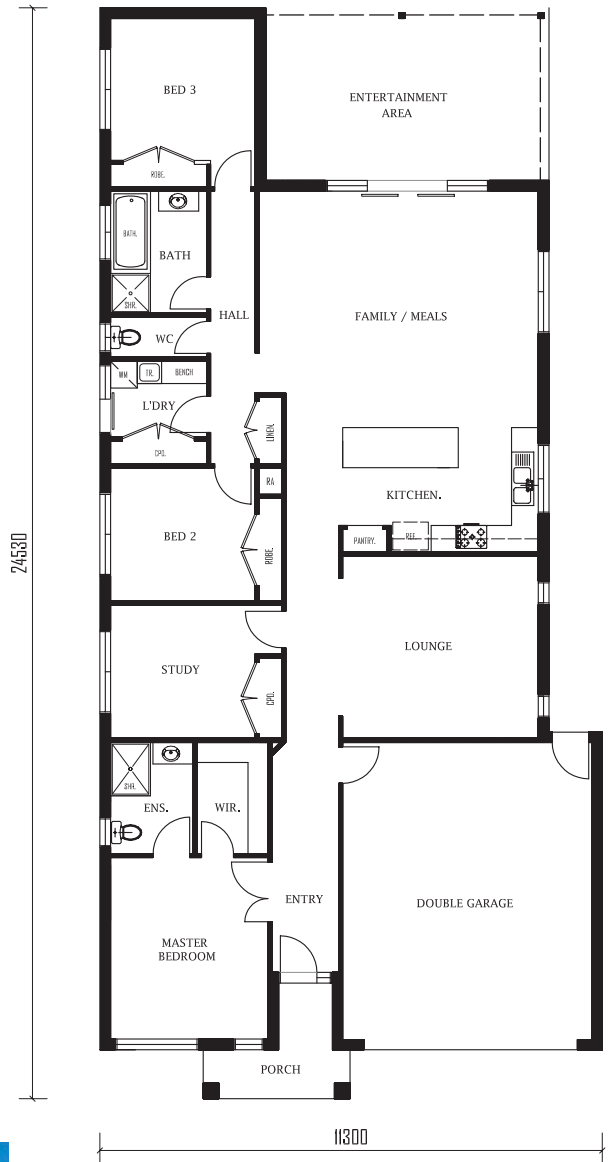 BED 3
ENTERTAINMENT
AREA
ROBE.
BATH.
BATH
SHR.
HALL
FAMILY / MEALS
WC
WM
TR.
BENCH
L'DRY
LINEN.
CPD.
RA
KITCHEN.
BED 2
ROBE.
PANTRY.
REF.
24530
STUDY
LOUNGE
CPD.
SHR.
ENS.
WIR.
ENTRY
DOUBLE GARAGE
MASTER
BEDROOM
PORCH
11300